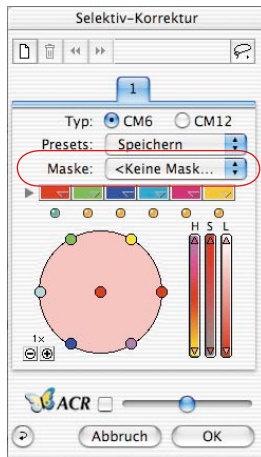 Selektiv-Korrektur
1
Typ: CM6 CM12
Presets: Speichern
Maske: <Keine Mask...
H S L
1x
ACR
Abbruch OK